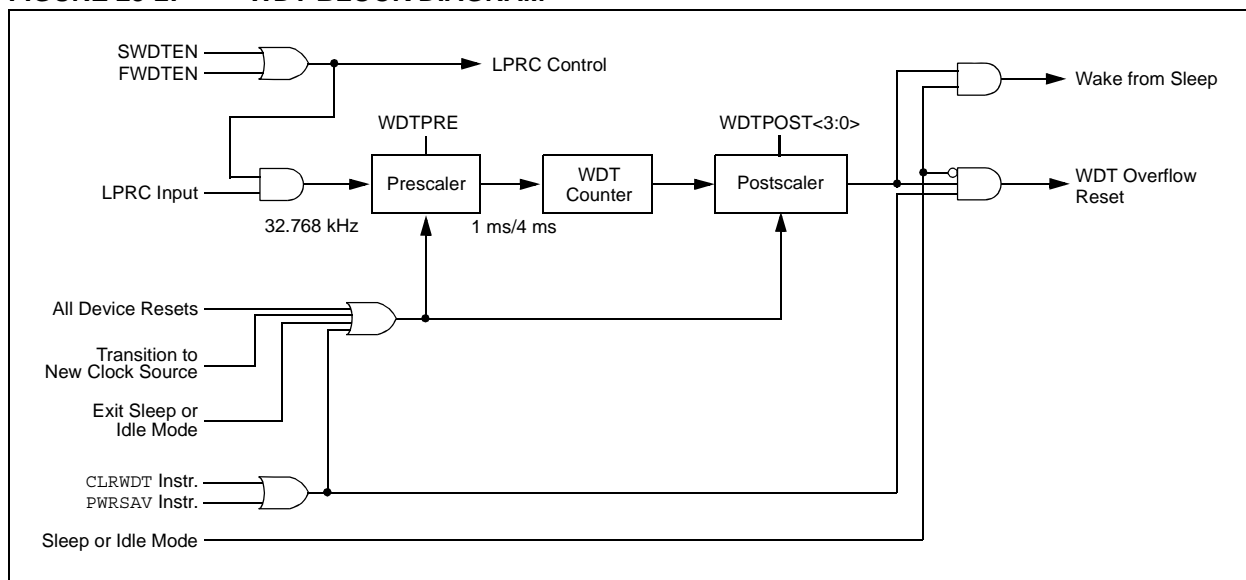 SWDTEN
FWDTEN
LPRC Control
Wake from Sleep
WDTPRE
WDTPOST<3:0>
LPRC Input
Prescaler
WDT
Counter
Postscaler
WDT Overflow
Reset
32.768 kHz
1 ms/4 ms
All Device Resets
Transition to
New Clock Source
Exit Sleep or
Idle Mode
CLRWDT Instr.
PWRSAV Instr.
Sleep or Idle Mode